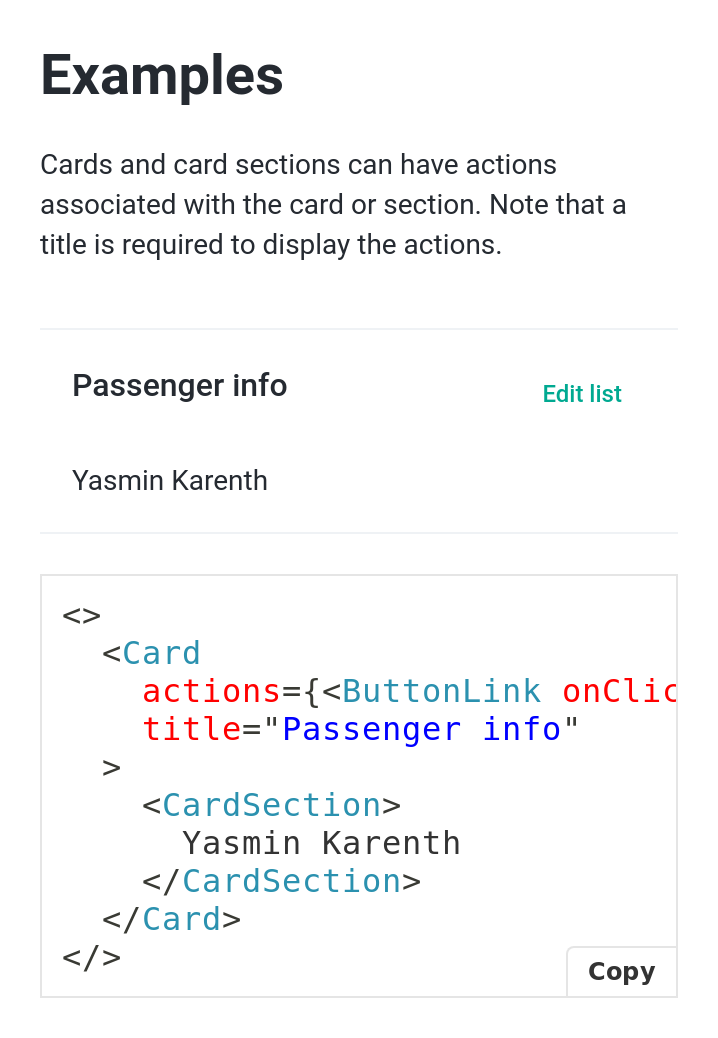 Examples
Cards and card sections can have actions
associated with the card or section. Note that a
title is required to display the actions.
Passenger info
Edit list
Yasmin Karenth
<>
  <Card
    actions={<ButtonLink onClic
    title="Passenger info"
  >
    <CardSection>
      Yasmin Karenth
    </CardSection>
  </Card>
</>
Copy